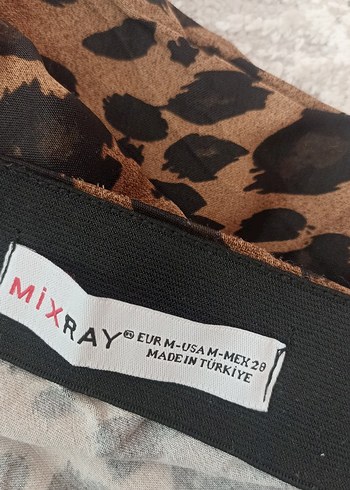 MiXRAY® EUR M-USA M-MEX 28
MADE IN TÜRKİYE